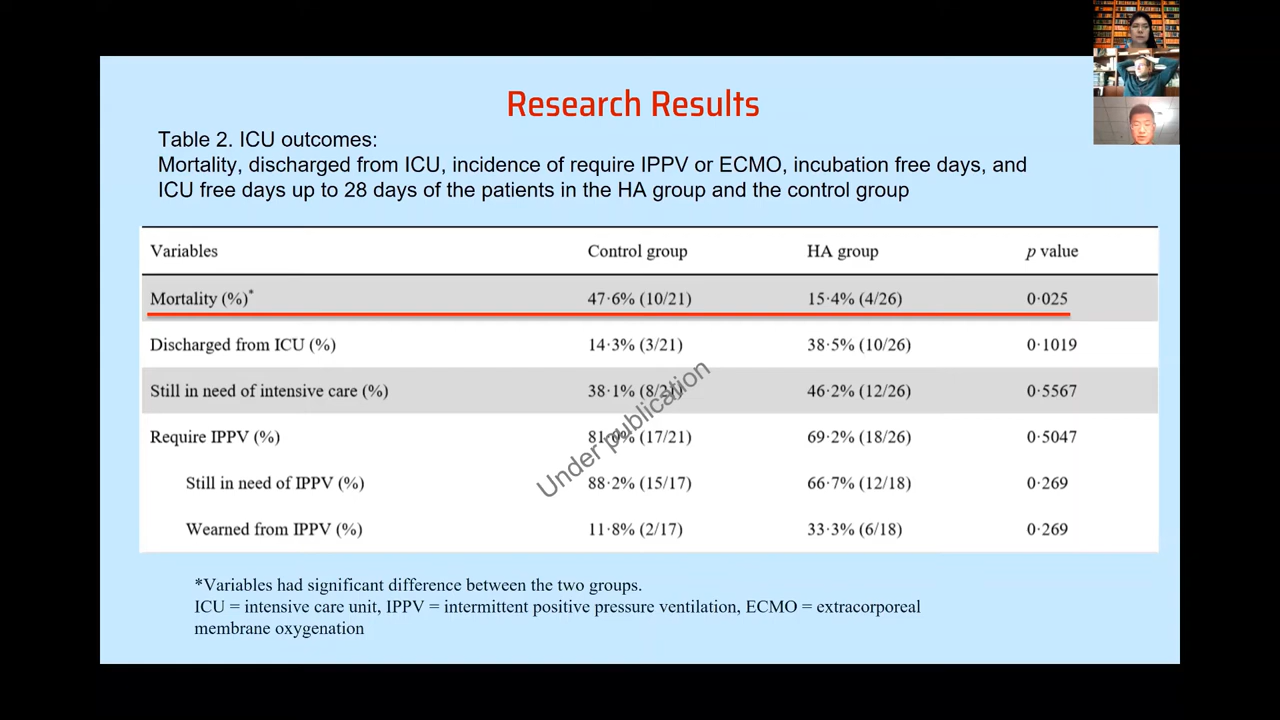 Research Results
Table 2. ICU outcomes:
Mortality, discharged from ICU, incidence of require IPPV or ECMO, incubation free days, and
ICU free days up to 28 days of the patients in the HA group and the control group
Variables Control group HA group p value
Mortality (%)* 47·6% (10/21) 15·4% (4/26) 0·025
Discharged from ICU (%) 14·3% (3/21) 38·5% (10/26) 0·1019
Still in need of intensive care (%) 38·1% (8/21) 46·2% (12/26) 0·5567
Require IPPV (%) 81·0% (17/21) 69·2% (18/26) 0·5047
Still in need of IPPV (%) 88·2% (15/17) 66·7% (12/18) 0·269
Wearned from IPPV (%) 11·8% (2/17) 33·3% (6/18) 0·269
Under publication
*Variables had significant difference between the two groups.
ICU = intensive care unit, IPPV = intermittent positive pressure ventilation, ECMO = extracorporeal
membrane oxygenation